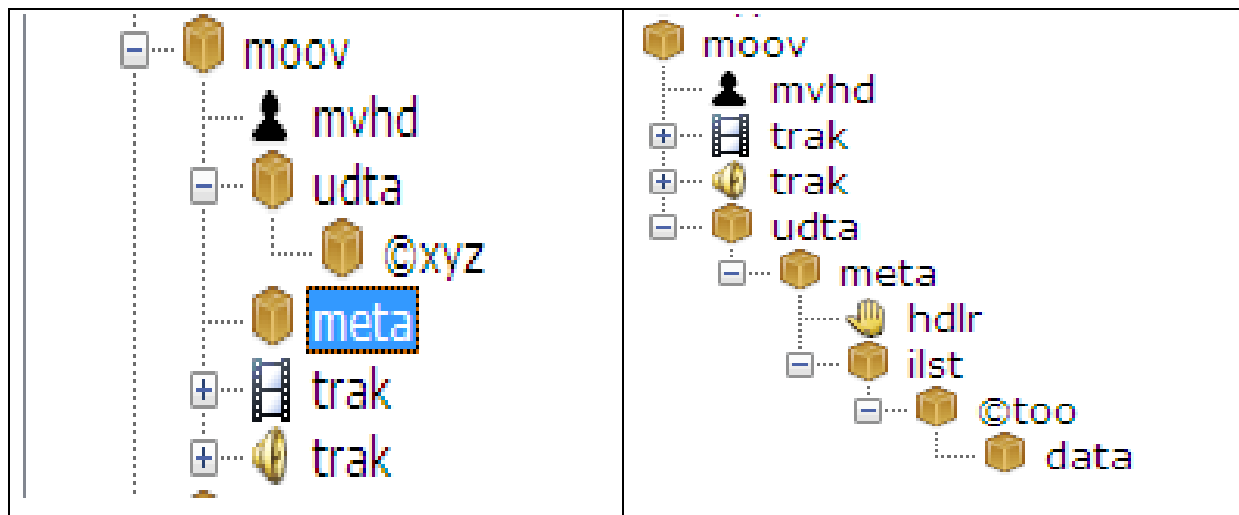 moov
mvhd
udta
©xyz
meta
trak
trak
moov
mvhd
trak
trak
udta
meta
hdlr
ilst
©too
data